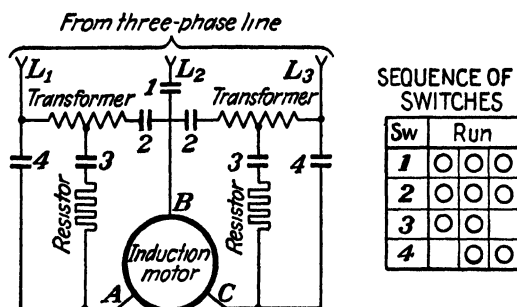 From three-phase line
L1 L2 L3
1
Transformer Transformer
2 2
4 3 3 4
Resistor Resistor
B
Induction
motor
A C
SEQUENCE OF
SWITCHES
Sw Run
1 O O O
2 O O O
3 O O
4 O O